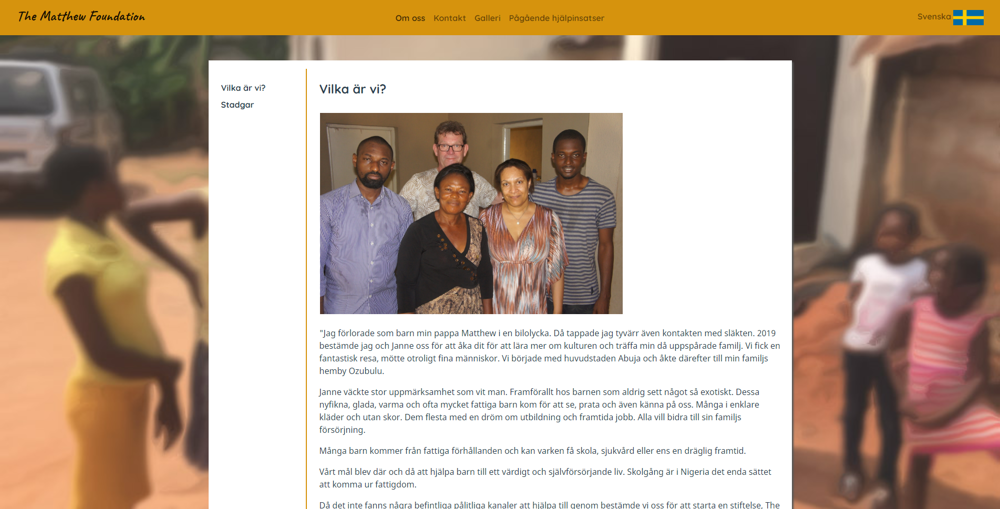 The Matthew Foundation
Om oss Kontakt Galleri Pågående hjälpinsatser
Svenska
Vilka är vi?
Stadgar
Vilka är vi?
"Jag förlorade som barn min pappa Matthew i en bilolycka. Då tappade jag tyvärr även kontakten med släkten. 2019
bestämde jag och Janne oss för att åka dit för att lära mer om kulturen och träffa min då uppspårade familj. Vi fick en
fantastisk resa, mötte otroligt fina människor. Vi började med huvudstaden Abuja och åkte därefter till min familjs
hemby Ozubulu.
Janne väckte stor uppmärksamhet som vit man. Framförallt hos barnen som aldrig sett något så exotiskt. Dessa
nyfikna, glada, varma och ofta mycket fattiga barn kom för att se, prata och även känna på oss. Många i enklare
kläder och utan skor. Dem flesta med en dröm om utbildning och framtida jobb. Alla vill bidra till sin familjs
försörjning.
Många barn kommer från fattiga förhållanden och kan varken få skola, sjukvård eller ens en dräglig framtid.
Vårt mål blev där och då att hjälpa barn till ett värdigt och självförsörjande liv. Skolgång är i Nigeria det enda sättet
att komma ur fattigdom.
Då det inte fanns några befintliga pålitliga kanaler att hjälpa till genom bestämde vi oss för att starta en stiftelse, The